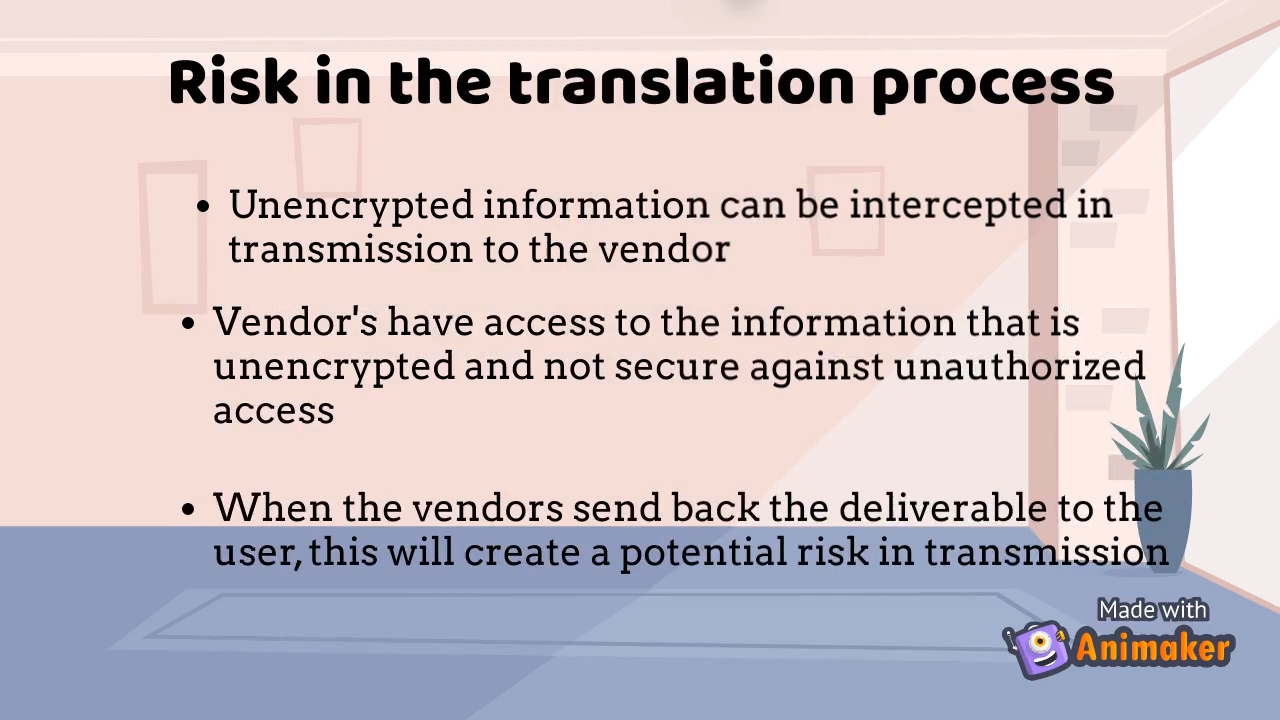 Risk in the translation process
• Unencrypted information can be intercepted in
transmission to the vendor
• Vendor's have access to the information that is
unencrypted and not secure against unauthorized
access
• When the vendors send back the deliverable to the
user, this will create a potential risk in transmission
Made with
Animaker